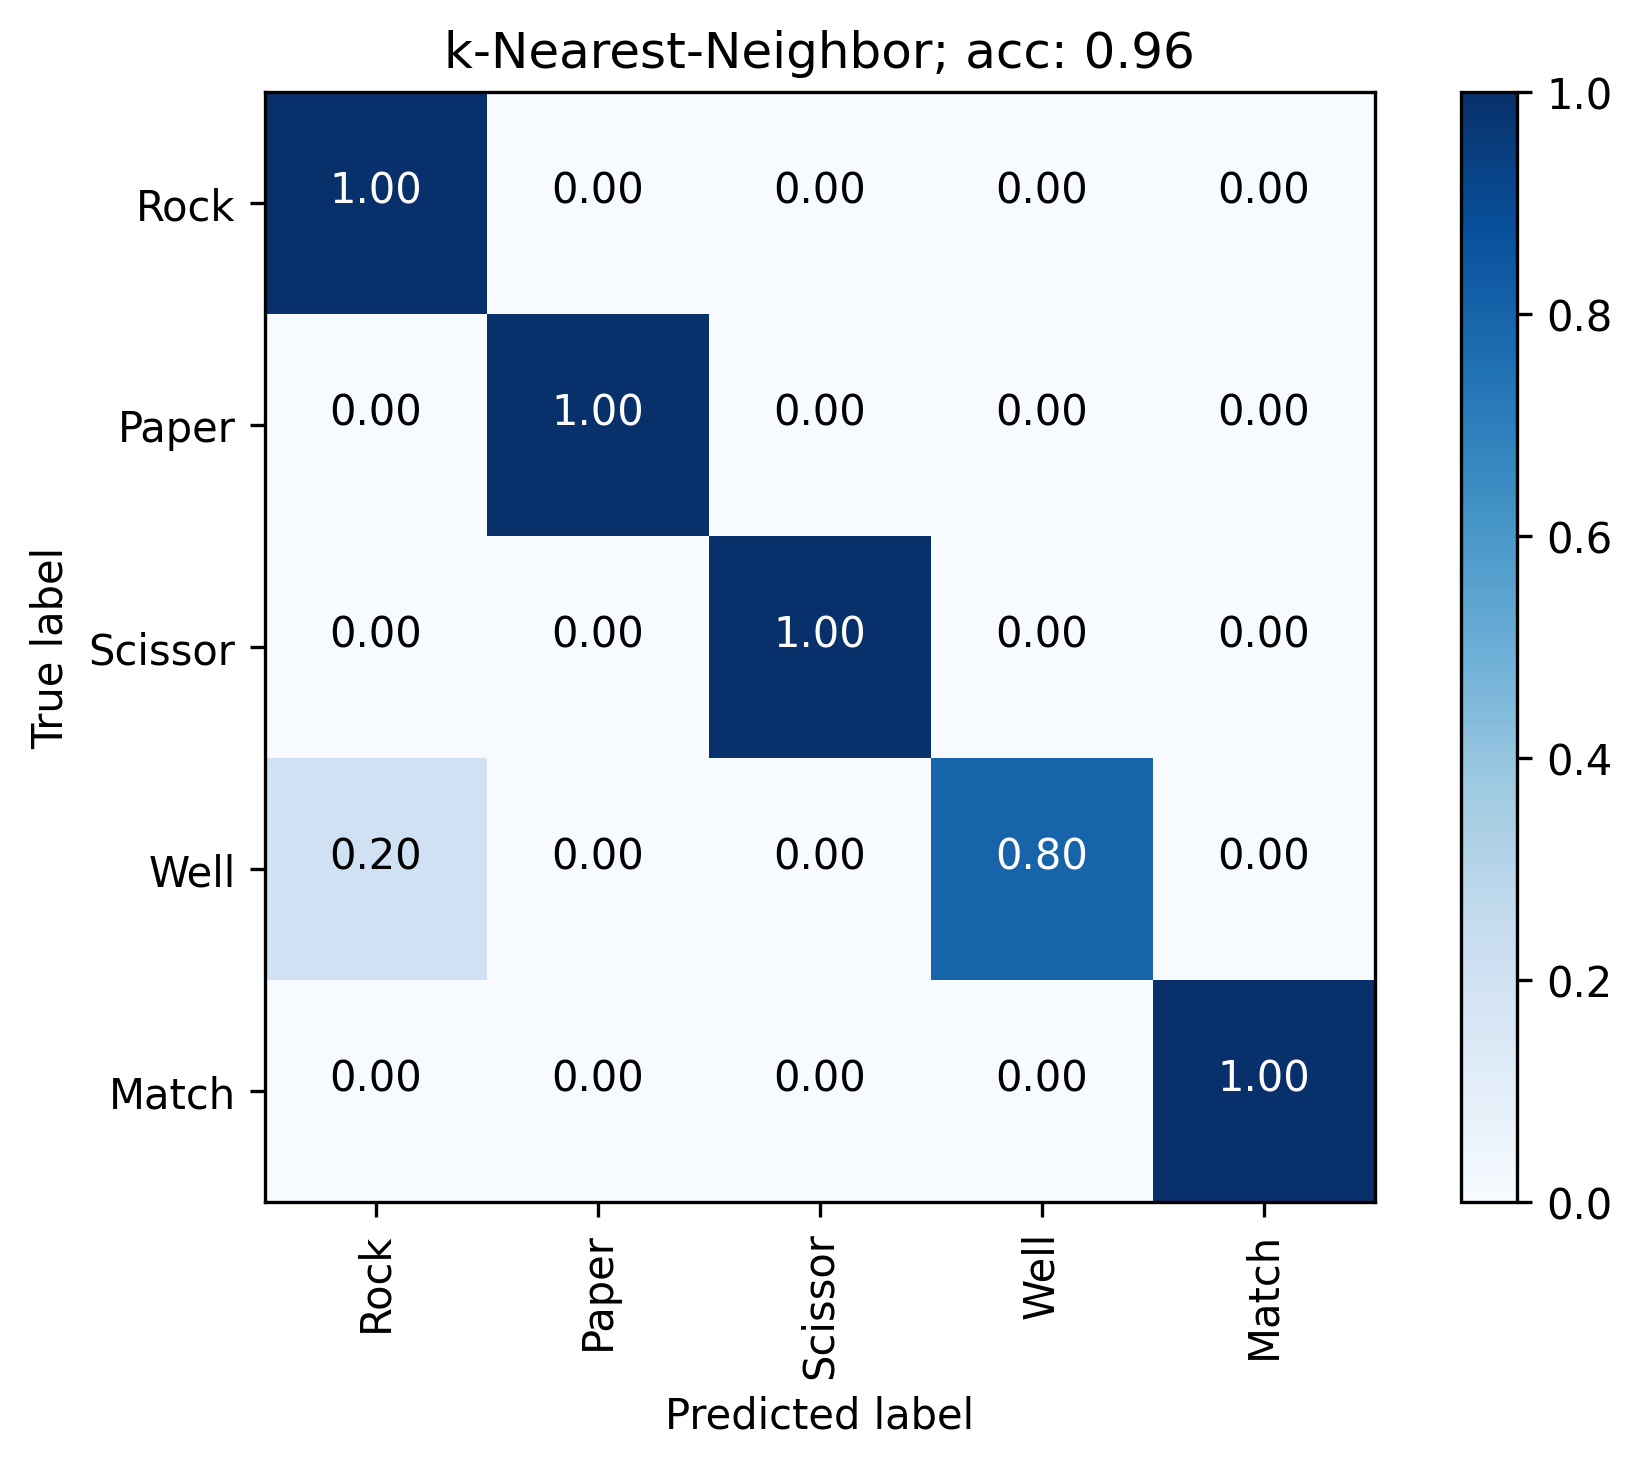 k-Nearest-Neighbor; acc: 0.96
1.0
Rock 1.00 0.00 0.00 0.00 0.00
0.8
Paper 0.00 1.00 0.00 0.00 0.00
0.6
Scissor 0.00 0.00 1.00 0.00 0.00
True label
0.4
Well 0.20 0.00 0.00 0.80 0.00
0.2
Match 0.00 0.00 0.00 0.00 1.00
0.0
Rock Paper Scissor Well Match
Predicted label